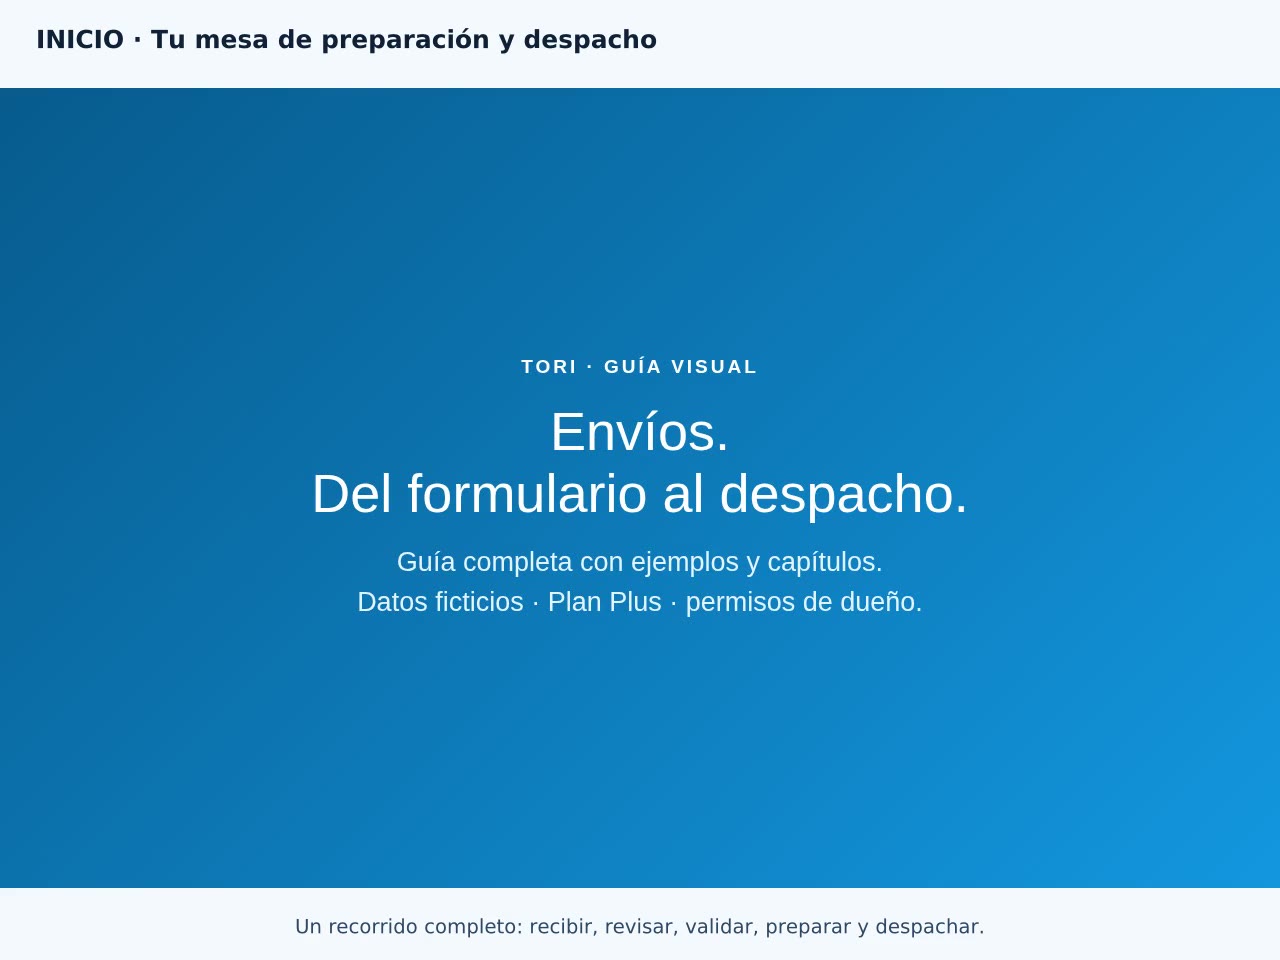 INICIO · Tu mesa de preparación y despacho
TORI · GUÍA VISUAL
Envíos.
Del formulario al despacho.
Guía completa con ejemplos y capítulos.
Datos ficticios · Plan Plus · permisos de dueño.
Un recorrido completo: recibir, revisar, validar, preparar y despachar.